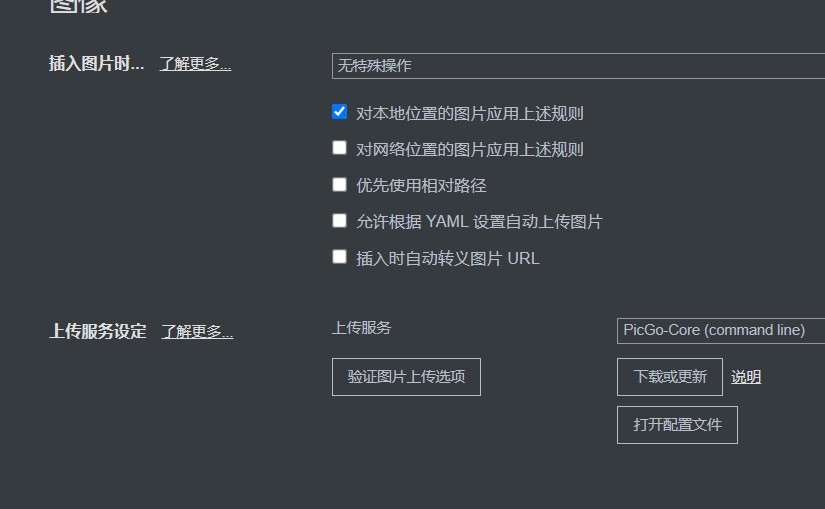 图像
插入图片时... 了解更多... 无特殊操作
对本地位置的图片应用上述规则
对网络位置的图片应用上述规则
优先使用相对路径
允许根据 YAML 设置自动上传图片
插入时自动转义图片 URL
上传服务设定 了解更多... 上传服务 PicGo-Core (command line)
验证图片上传选项 下载或更新 说明
打开配置文件